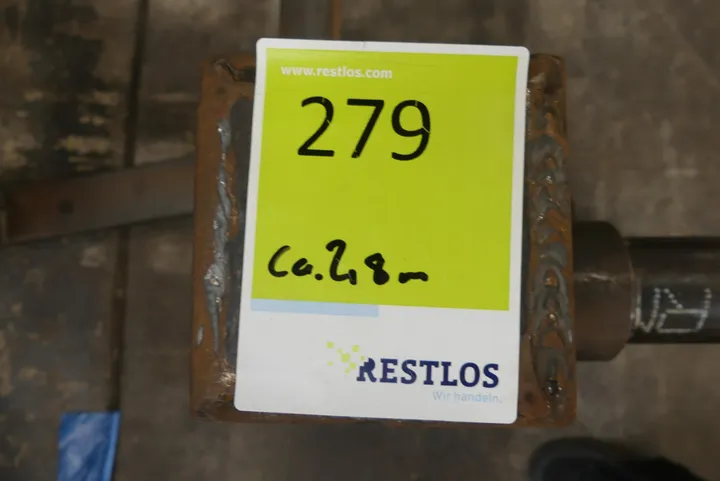 www.restlos.com
279
ca. 2,8 m
RESTLOS
Wir handeln.